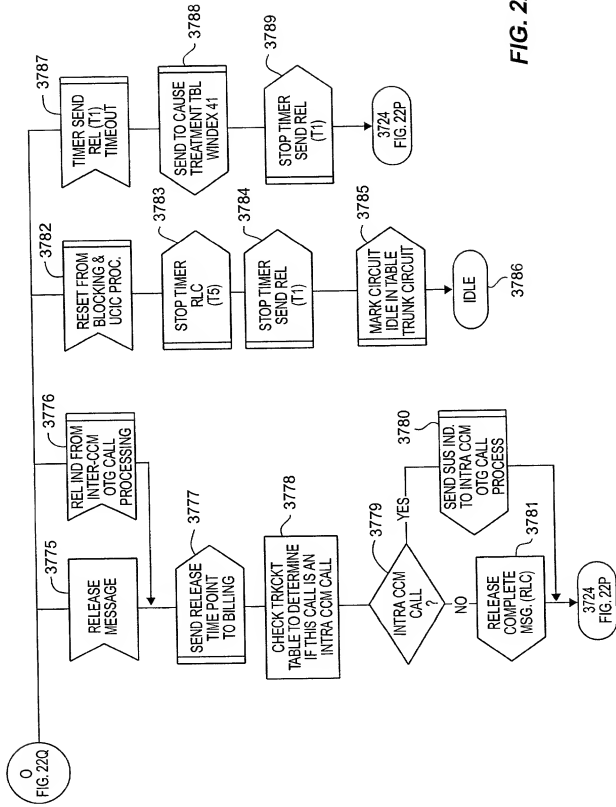 O
FIG.22Q
3775
RELEASE
MESSAGE
3776
REL IND FROM
INTER-CCM
OTG CALL
PROCESSING
3777
SEND RELEASE
TIME POINT
TO BILLING
3778
CHECK TRKCKT
TABLE TO DETERMINE
IF THIS CALL IS AN
INTRA CCM CALL
3779
INTRA CCM
CALL
?
YES
NO
3780
SEND SUS IND.
TO INTRA CCM
OTG CALL
PROCESS
3781
RELEASE
COMPLETE
MSG. (RLC)
3724
FIG. 22P
3782
RESET FROM
BLOCKING &
UCIC PROC.
3783
STOP TIMER
RLC
(T5)
3784
STOP TIMER
SEND REL
(T1)
3785
MARK CIRCUIT
IDLE IN TABLE
TRUNK CIRCUIT
IDLE
3786
3787
TIMER SEND
REL (T1)
TIMEOUT
3788
SEND TO CAUSE
TREATMENT TBL
WINDEX 41
3789
STOP TIMER
SEND REL
(T1)
3724
FIG. 22P